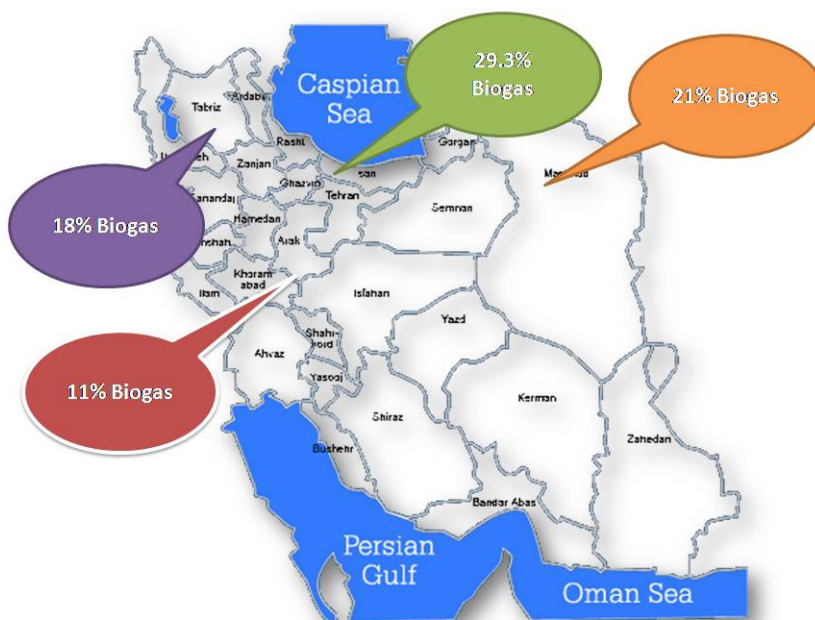 29.3%
Biogas
Caspian
Sea
21% Biogas
Tabriz
Rasht
Gorgan
Zanjan
Ghazvin
san
Tehran
Semnan
18% Biogas
Hamedan
Arak
Khoram
abad
Ilam
Isfahan
Yazd
Shahr
kord
Ahvaz
Yasooj
11% Biogas
Kerman
Shiraz
Zahedan
Bushehr
Bandar Abas
Persian
Gulf
Oman Sea